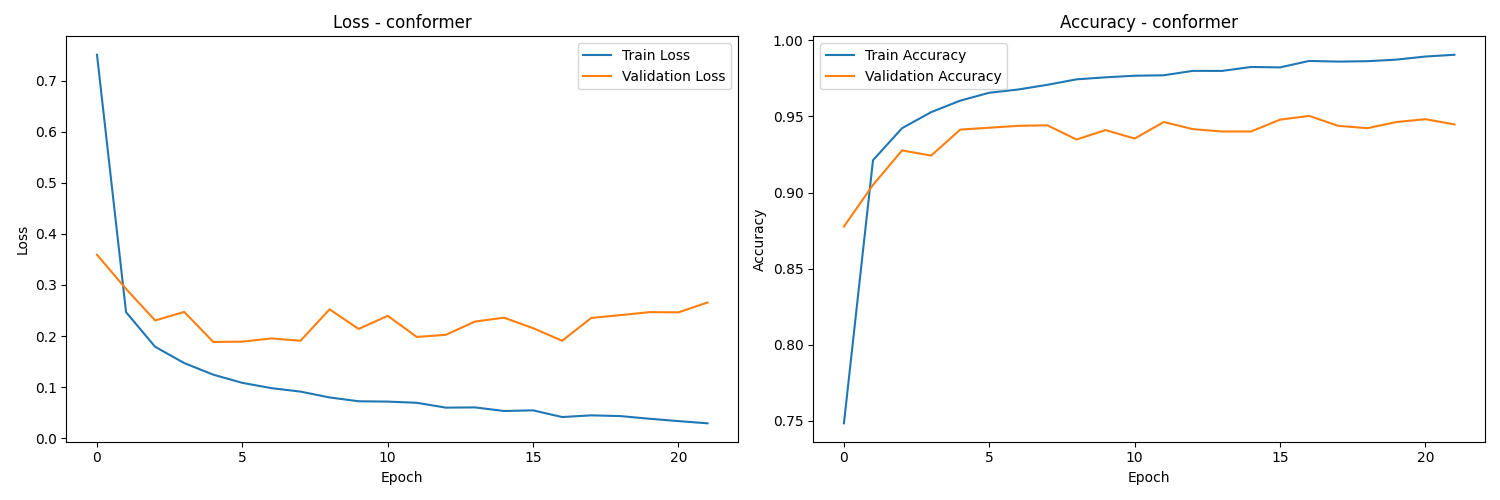 Loss - conformer
Train Loss
Validation Loss
0.7
0.6
0.5
0.4
0.3
0.2
0.1
0.0
Loss
0 5 10 15 20
Epoch
Accuracy - conformer
Train Accuracy
Validation Accuracy
1.00
0.95
0.90
0.85
0.80
0.75
Accuracy
0 5 10 15 20
Epoch